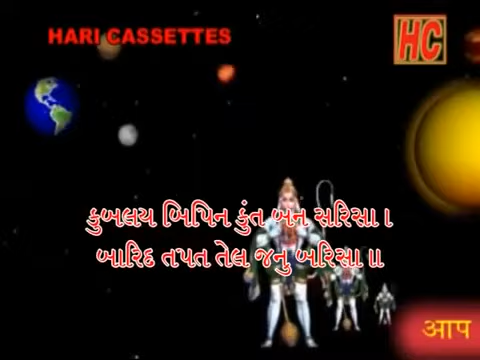 HARI CASSETTES
HC
કુબલય બિપિન કુંત બન સરિસા ।
બારિદ તપત તેલ જનુ બરિસા ॥
आप